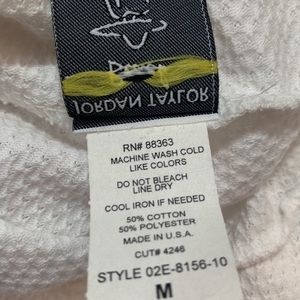 JORDAN TAYLOR
RN# 88363
MACHINE WASH COLD
LIKE COLORS
DO NOT BLEACH
LINE DRY
COOL IRON IF NEEDED
50% COTTON
50% POLYESTER
MADE IN U.S.A.
CUT# 4246
STYLE 02E-8156-10
M